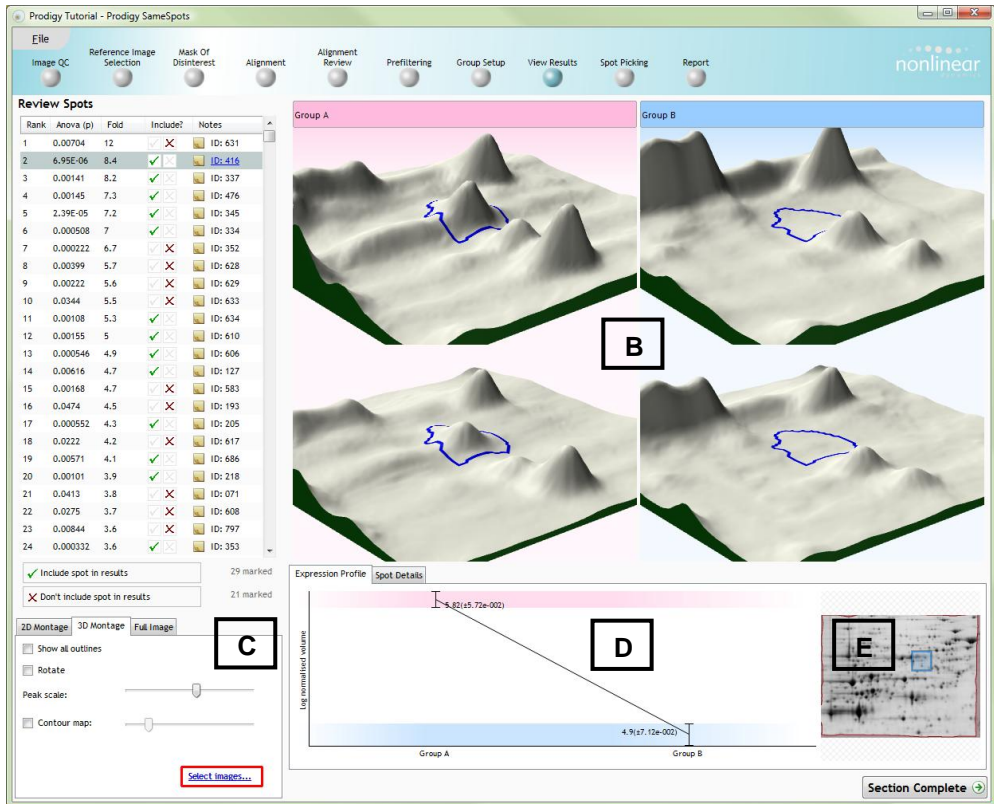 Prodigy Tutorial - Prodigy SameSpots
File
Image QC
Reference Image Selection
Mask Of Disinterest
Alignment
Alignment Review
Prefiltering
Group Setup
View Results
Spot Picking
Report
nonlinear
Review Spots
Rank Anova (p) Fold Include? Notes
1 0.00704 12 ID: 631
2 6.95E-06 8.4 ID: 416
3 0.00141 8.2 ID: 337
4 0.00145 7.3 ID: 476
5 2.39E-05 7.2 ID: 345
6 0.000508 7 ID: 334
7 0.000222 6.7 ID: 352
8 0.00399 5.7 ID: 628
9 0.00222 5.6 ID: 629
10 0.0344 5.5 ID: 633
11 0.00108 5.3 ID: 634
12 0.00155 5 ID: 610
13 0.000546 4.9 ID: 606
14 0.00616 4.7 ID: 127
15 0.00168 4.7 ID: 583
16 0.0474 4.5 ID: 193
17 0.000552 4.3 ID: 205
18 0.0222 4.2 ID: 617
19 0.00571 4.1 ID: 686
20 0.00101 3.9 ID: 218
21 0.0413 3.8 ID: 071
22 0.0275 3.7 ID: 608
23 0.00844 3.6 ID: 797
24 0.000332 3.6 ID: 353
Include spot in results 29 marked
Don't include spot in results 21 marked
2D Montage 3D Montage Full Image
C
Show all outlines
Rotate
Peak scale:
Contour map:
Select images...
Group A
Group B
B
Expression Profile Spot Details
Log normalised volume
5.82(±5.72e-002)
D
4.9(±7.12e-002)
Group A Group B
E
Section Complete